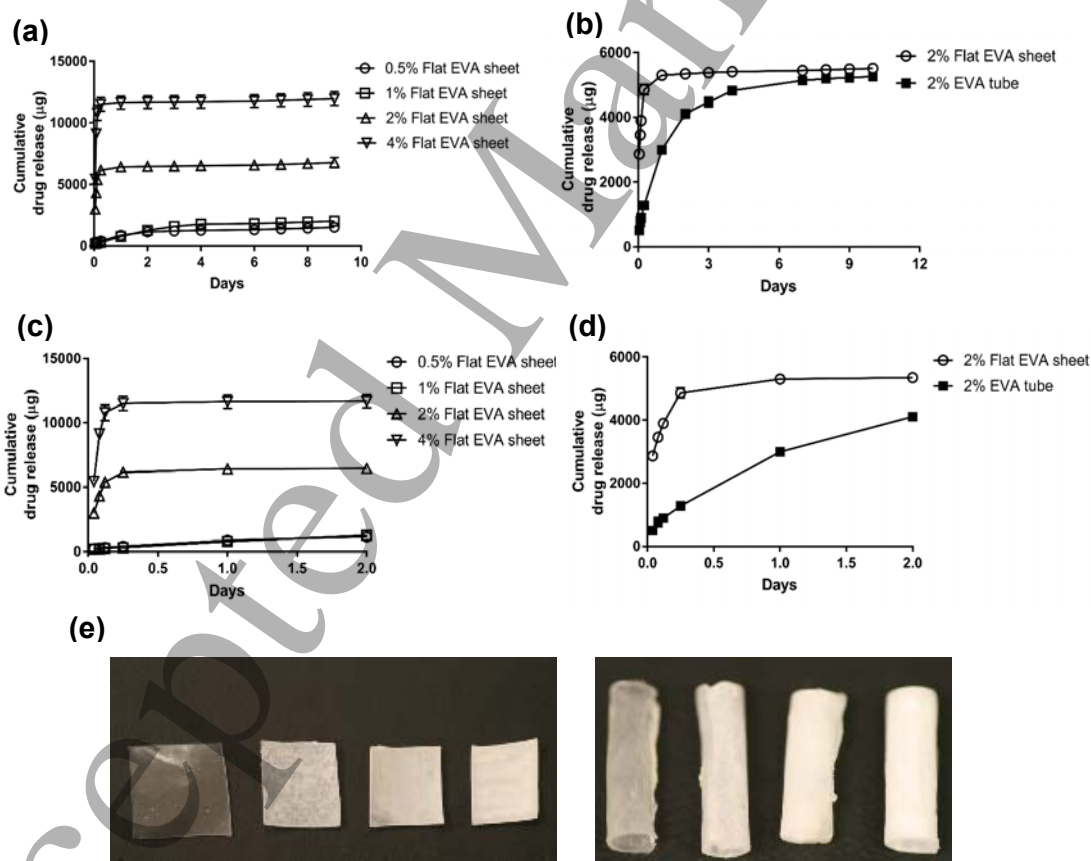 (a)
15000
10000
5000
0
0 2 4 6 8 10
Days
Cumulative
drug release (μg)
0.5% Flat EVA sheet
1% Flat EVA sheet
2% Flat EVA sheet
4% Flat EVA sheet
(b)
6000
4000
2000
0
0 3 6 9 12
Days
Cumulative
drug release (μg)
2% Flat EVA sheet
2% EVA tube
(c)
15000
10000
5000
0
0.0 0.5 1.0 1.5 2.0
Days
Cumulative
drug release (μg)
0.5% Flat EVA sheet
1% Flat EVA sheet
2% Flat EVA sheet
4% Flat EVA sheet
(d)
6000
4000
2000
0
0.0 0.5 1.0 1.5 2.0
Days
Cumulative
drug release (μg)
2% Flat EVA sheet
2% EVA tube
(e)
cepted Man